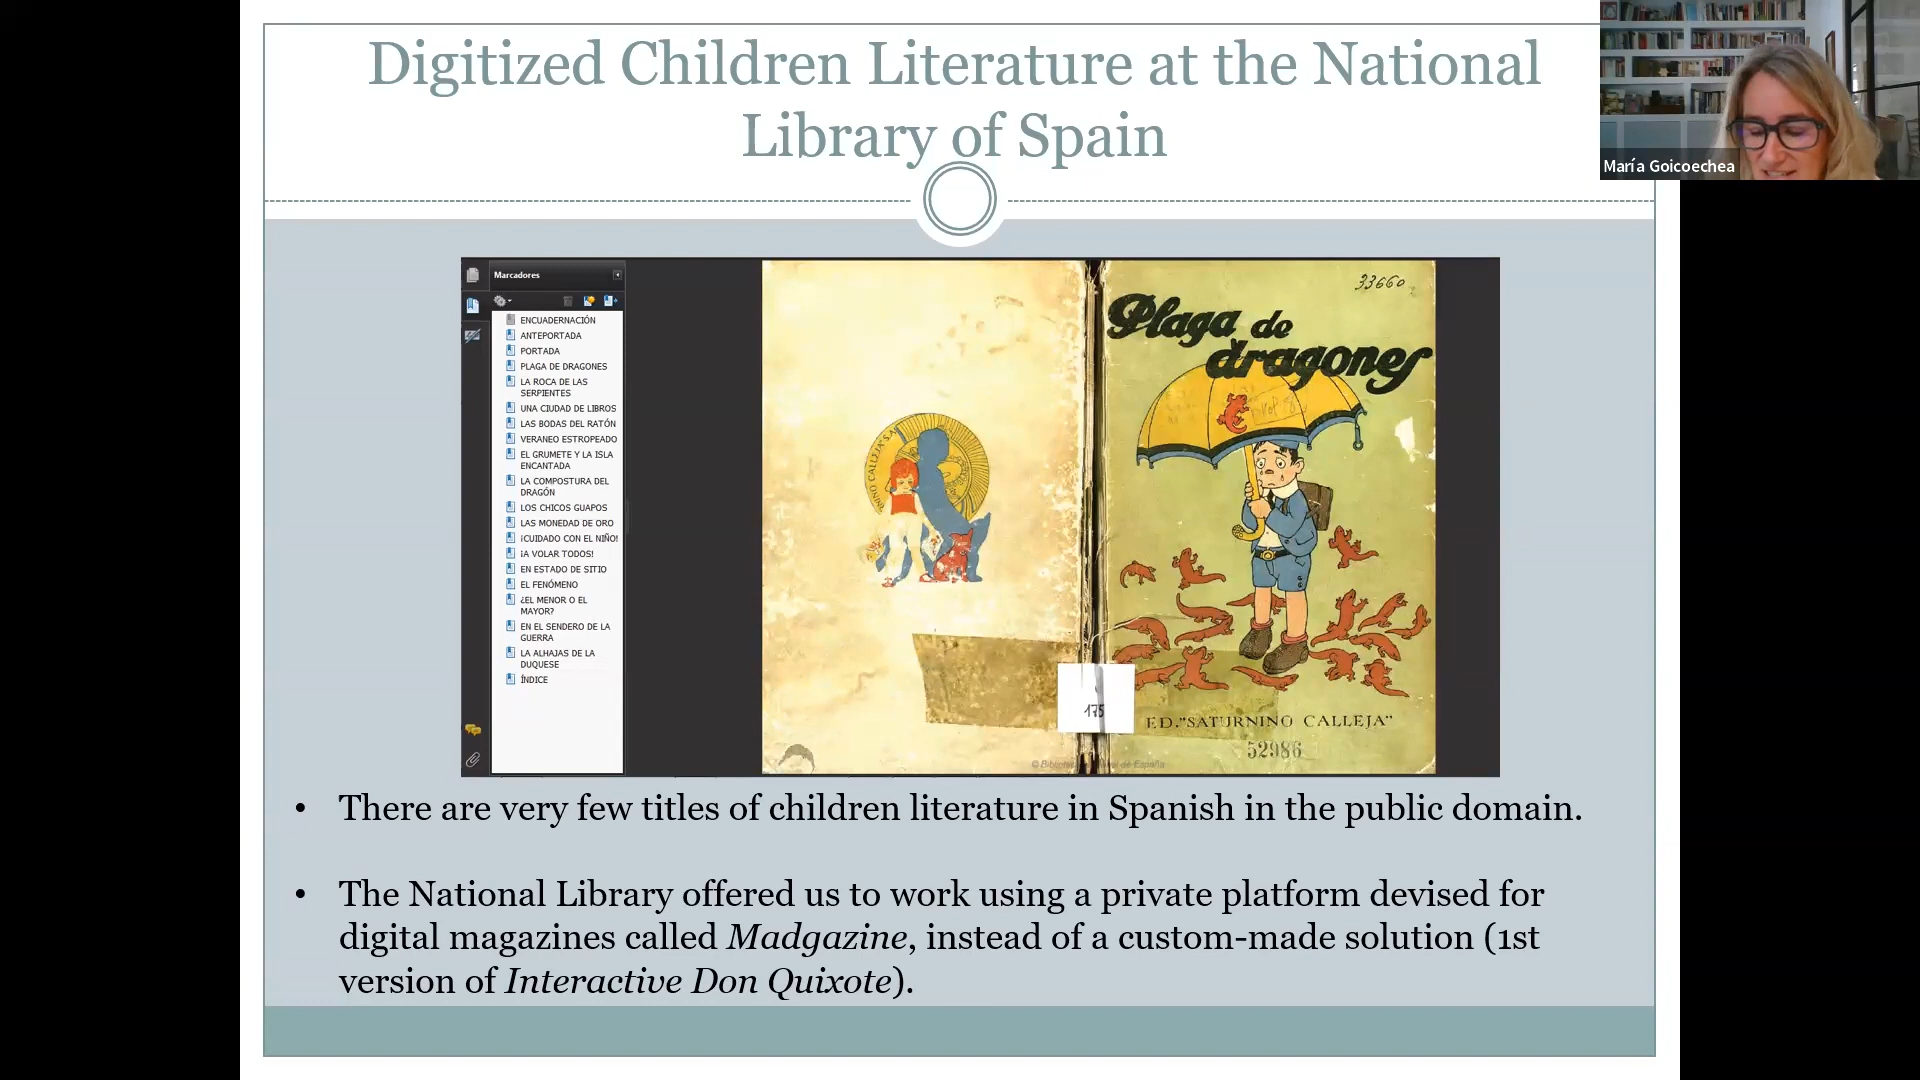 Digitized Children Literature at the National
Library of Spain
María Goicoechea
Marcadores
ENCUADERNACIÓN
ANTEPORTADA
PORTADA
PLAGA DE DRAGONES
LA ROCA DE LAS
SERPIENTES
UNA CIUDAD DE LIBROS
LAS BODAS DEL RATÓN
VERANEO ESTROPEADO
EL GRUMETE Y LA ISLA
ENCANTADA
LA COMPOSTURA DEL
DRAGÓN
LOS CHICOS GUAPOS
LAS MONEDAD DE ORO
¡CUIDADO CON EL NIÑO!
¡A VOLAR TODOS!
EN ESTADO DE SITIO
EL FENÓMENO
¿EL MENOR O EL
MAYOR?
EN EL SENDERO DE LA
GUERRA
LA ALHAJAS DE LA
DUQUESE
ÍNDICE
CALLEJA S.A.
175
33660
Plaga de
dragones
ED. "SATURNINO CALLEJA"
52986
• There are very few titles of children literature in Spanish in the public domain.
• The National Library offered us to work using a private platform devised for
digital magazines called Madgazine, instead of a custom-made solution (1st
version of Interactive Don Quixote).